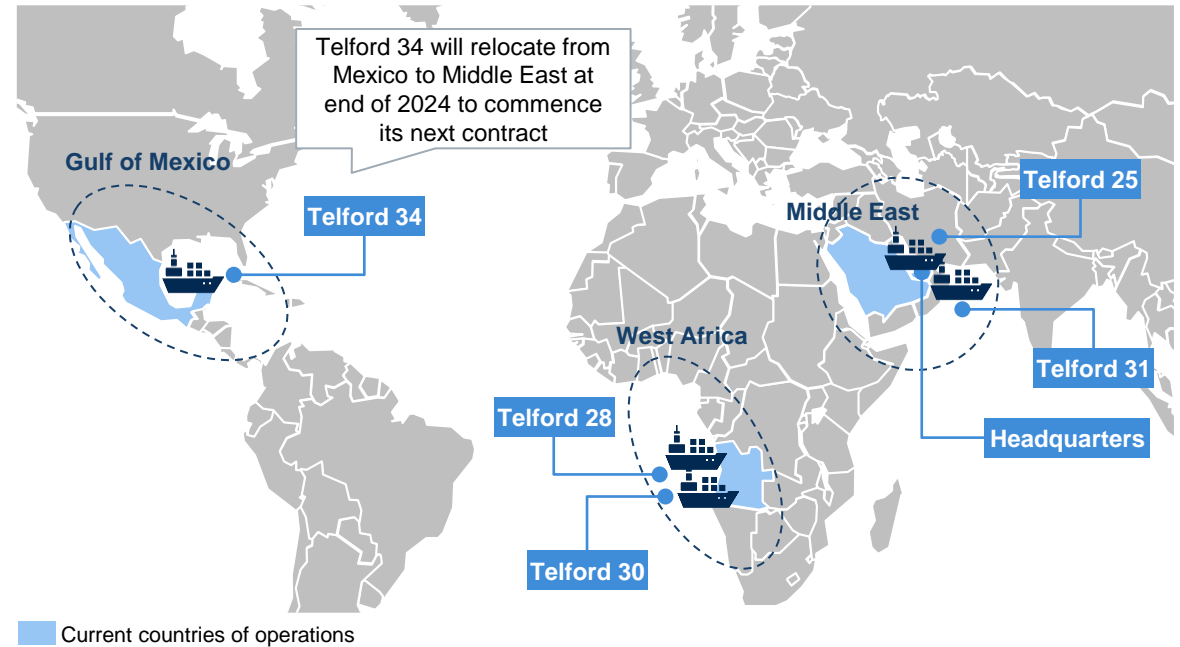 Telford 34 will relocate from
Mexico to Middle East at
end of 2024 to commence
its next contract
Gulf of Mexico
Telford 34
Telford 25
Middle East
West Africa
Telford 31
Telford 28
Headquarters
Telford 30
Current countries of operations